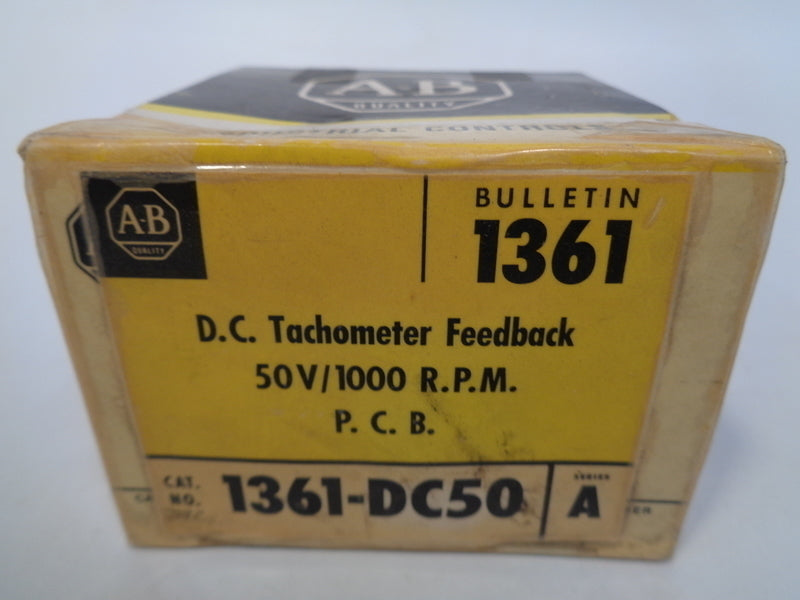 A-B
QUALITY
INDUSTRIAL CONTROL
A-B
QUALITY
BULLETIN
1361
D.C. Tachometer Feedback
50V/1000 R.P.M.
P. C. B.
CAT.
NO.
1361-DC50
SERIES
A